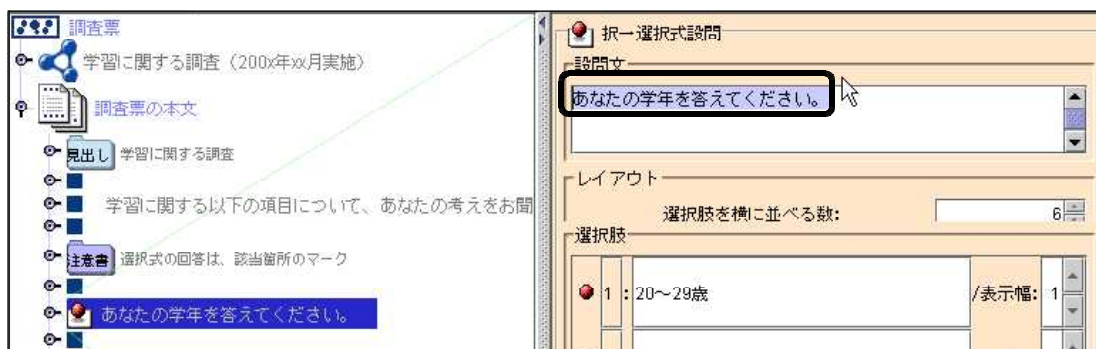 調査票
学習に関する調査（200x年xx月実施）
調査票の本文
見出し 学習に関する調査
学習に関する以下の項目について、あなたの考えをお聞
注意書 選択式の回答は、該当箇所のマーク
あなたの学年を答えてください。
択一選択式設問
設問文
あなたの学年を答えてください。
レイアウト
選択肢を横に並べる数: 6
選択肢
1 : 20～29歳 /表示幅: 1